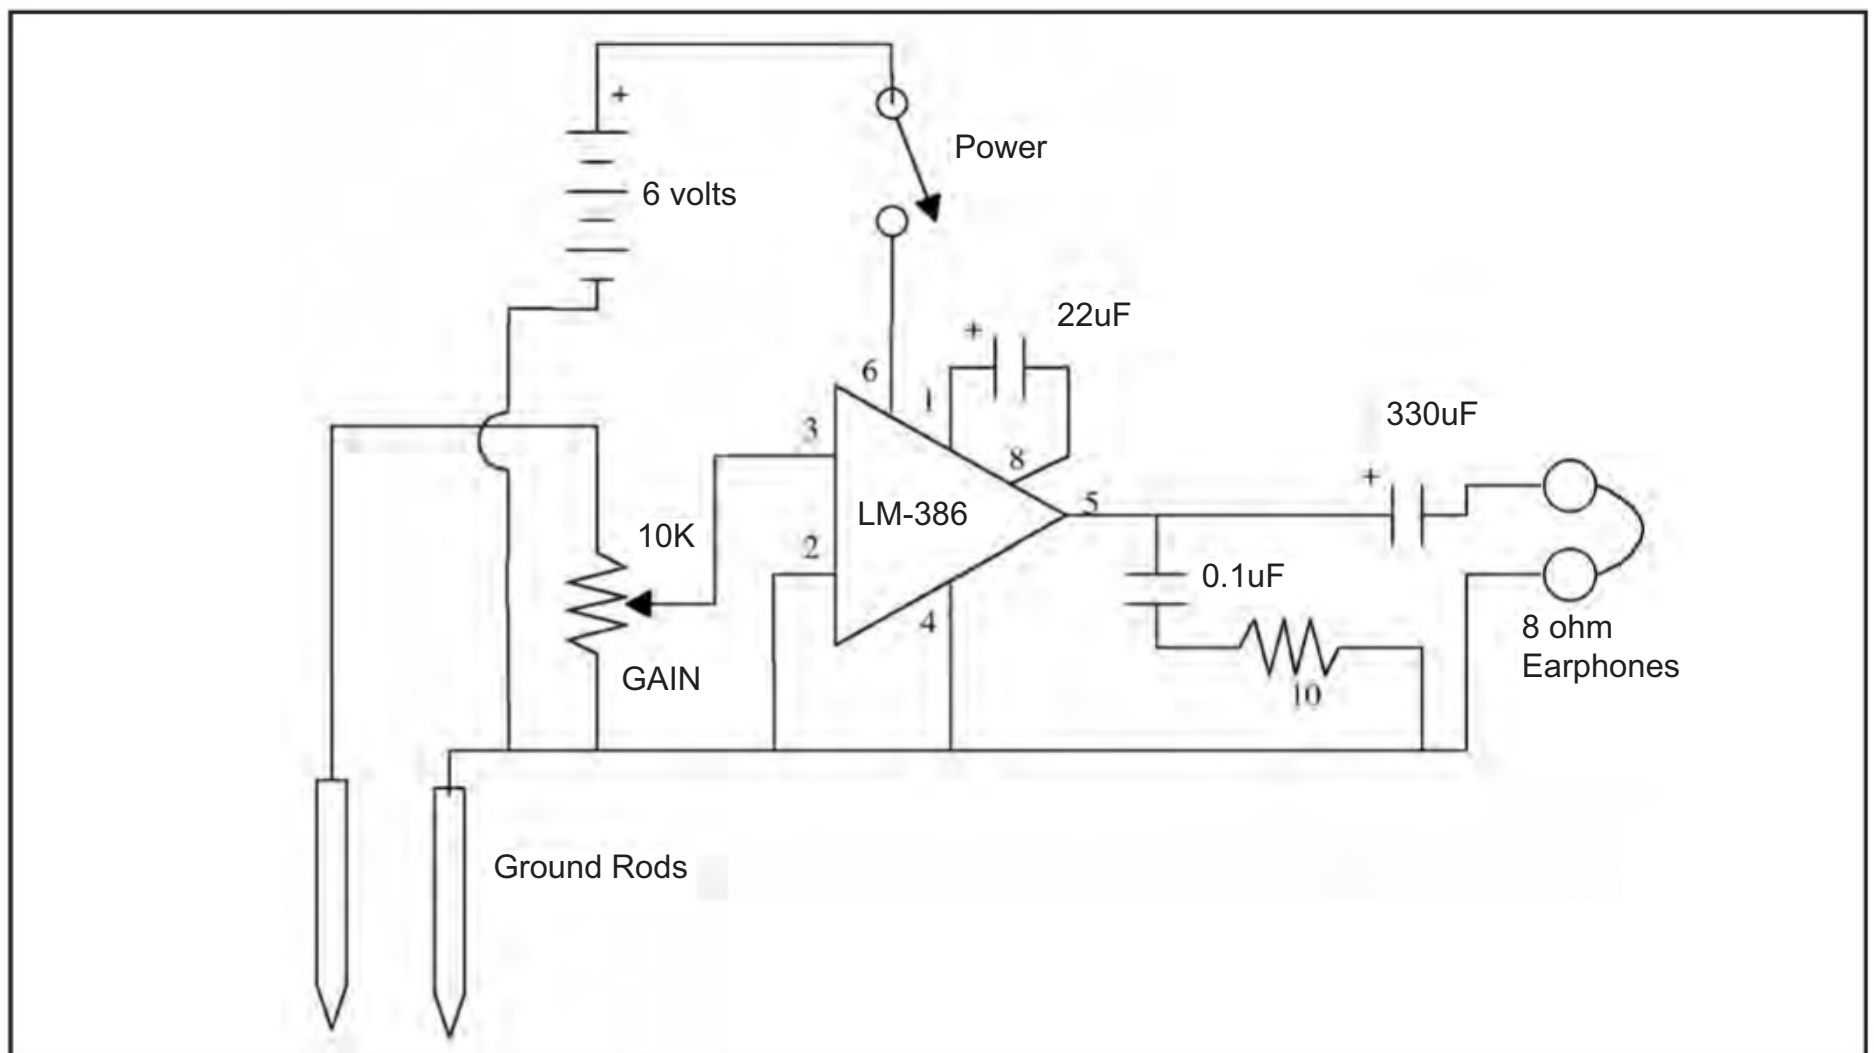 +
Power
6 volts
22uF
+
6
1
330uF
3
8
+
5
LM-386
10K
2
0.1uF
4
8 ohm
Earphones
GAIN
10
Ground Rods